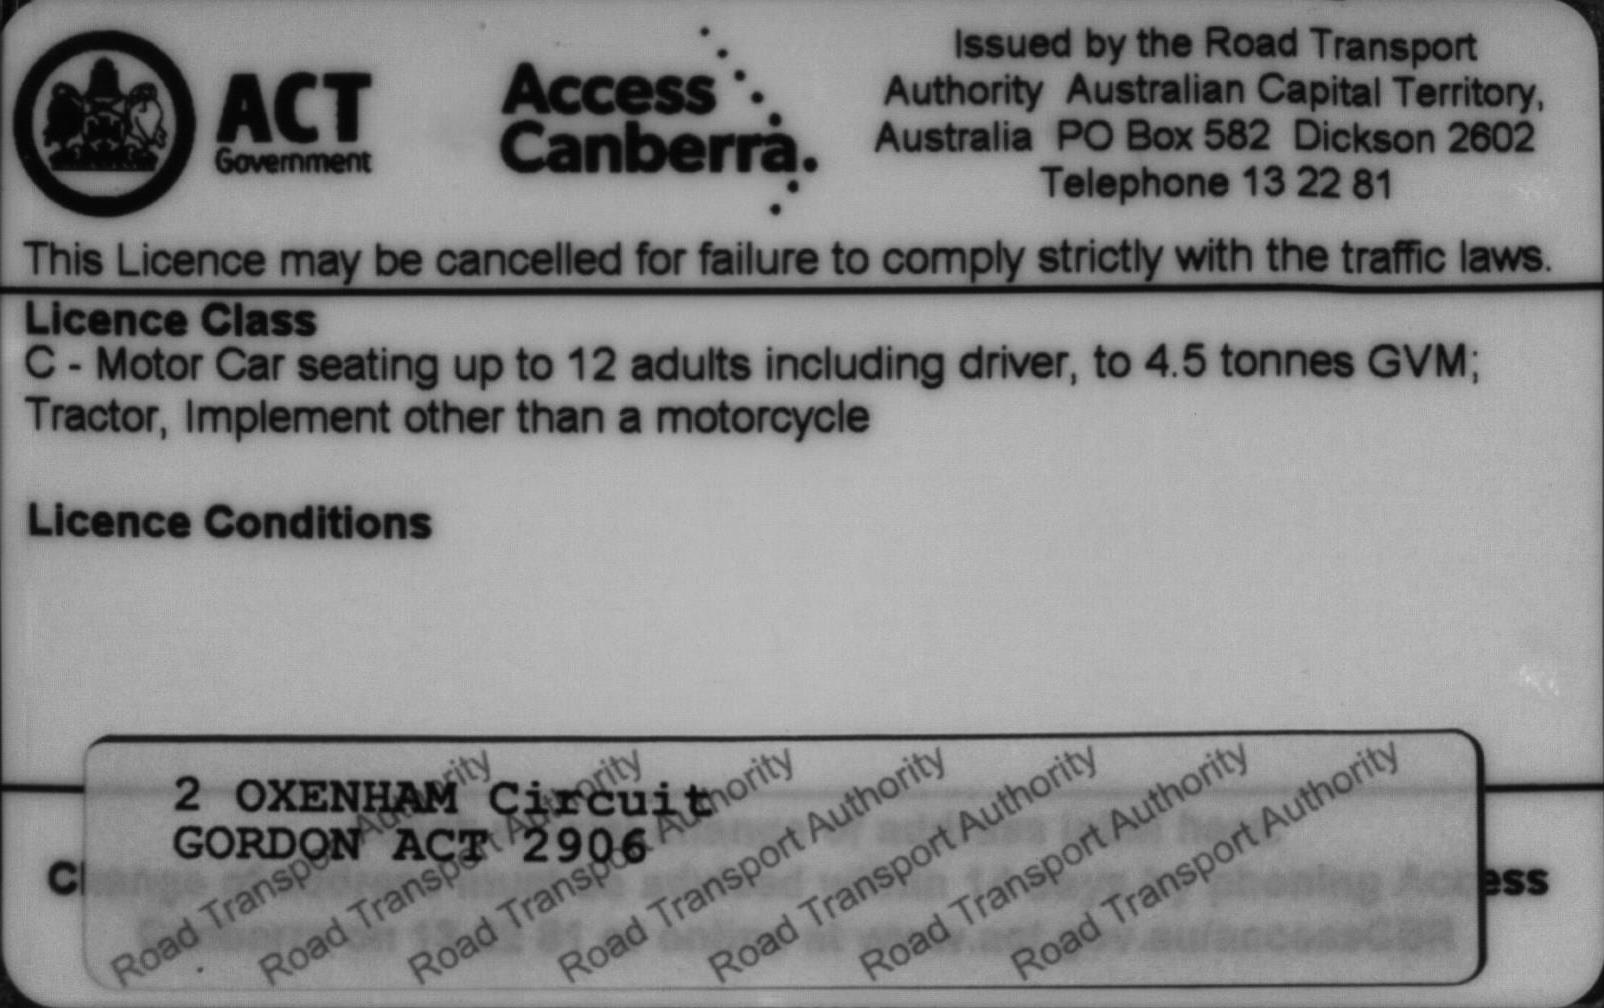 ACT
Government
Access
Canberra.
Issued by the Road Transport
Authority Australian Capital Territory,
Australia PO Box 582 Dickson 2602
Telephone 13 22 81
This Licence may be cancelled for failure to comply strictly with the traffic laws.
Licence Class
C - Motor Car seating up to 12 adults including driver, to 4.5 tonnes GVM;
Tractor, Implement other than a motorcycle
Licence Conditions
2 OXENHAM Circuit
GORDON ACT 2906
Road Transport Authority
Road Transport Authority
Road Transport Authority
Road Transport Authority
Road Transport Authority
Road Transport Authority
Road Transport Authority